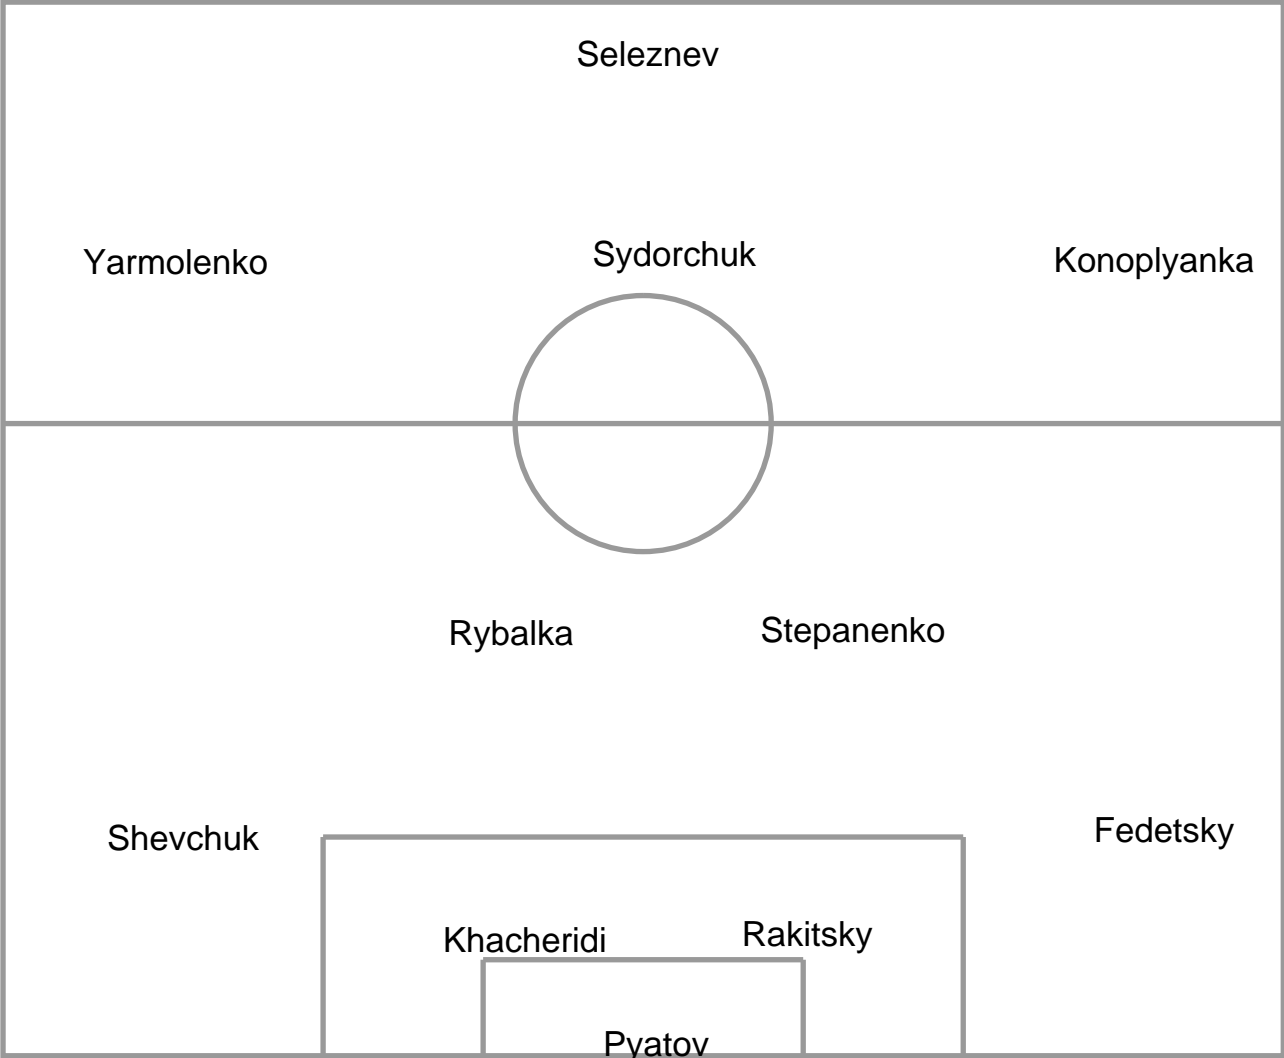 Seleznev
Yarmolenko
Sydorchuk
Konoplyanka
Rybalka
Stepanenko
Shevchuk
Fedetsky
Khacheridi
Rakitsky
Pyatov